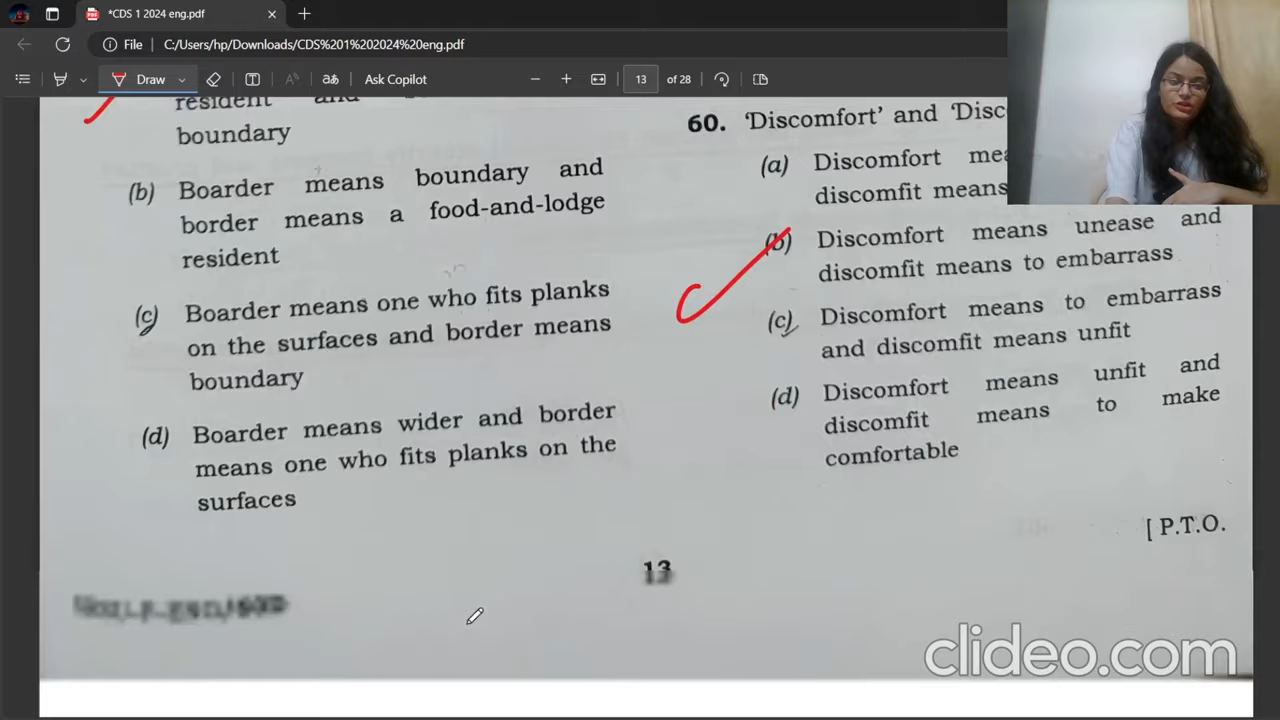 *CDS 1 2024 eng.pdf
File C:/Users/hp/Downloads/CDS%201%202024%20eng.pdf
Draw aあ Ask Copilot 13 of 28
resident and
boundary
(b) Boarder means boundary and
border means a food-and-lodge
resident
(c) Boarder means one who fits planks
on the surfaces and border means
boundary
(d) Boarder means wider and border
means one who fits planks on the
surfaces
60. 'Discomfort' and 'Disc
(a) Discomfort mea
discomfit means
(b) Discomfort means unease and
discomfit means to embarrass
(c) Discomfort means to embarrass
and discomfit means unfit
(d) Discomfort means unfit and
discomfit means to make
comfortable
[ P.T.O.
13
clideo.com